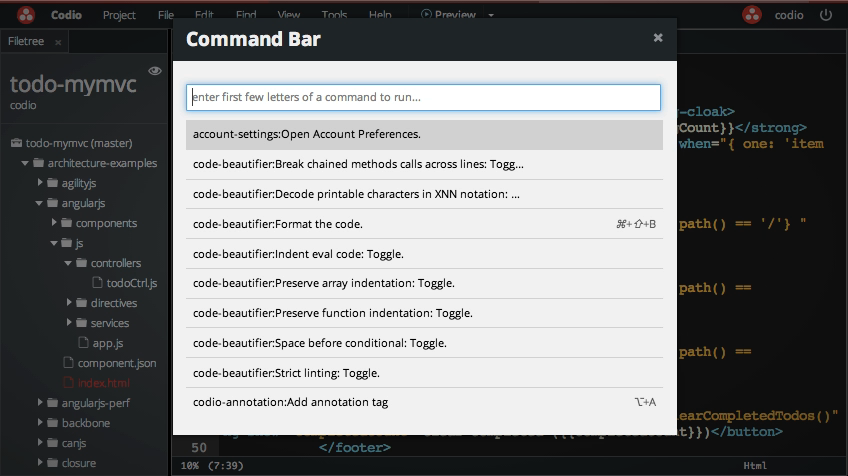 Codio Project File Edit Find View Tools Help Preview codio
Filetree ×
Command Bar ×
todo-mymvc
codio
enter first few letters of a command to run...
account-settings:Open Account Preferences.
code-beautifier:Break chained methods calls across lines: Togg...
code-beautifier:Decode printable characters in XNN notation: ...
code-beautifier:Format the code. ⌘+⇧+B
code-beautifier:Indent eval code: Toggle.
code-beautifier:Preserve array indentation: Toggle.
code-beautifier:Preserve function indentation: Toggle.
code-beautifier:Space before conditional: Toggle.
code-beautifier:Strict linting: Toggle.
codio-annotation:Add annotation tag ⌥+A
todo-mymvc (master)
architecture-examples
agilityjs
angularjs
components
js
controllers
todoCtrl.js
directives
services
app.js
component.json
index.html
angularjs-perf
backbone
canjs
closure
-cloak>
Count}}</strong>
when="{ one: 'item
path() == '/'} "
path() ==
path() ==
learCompletedTodos()"
}})</button>
50 </footer>
10% (7:39) Html